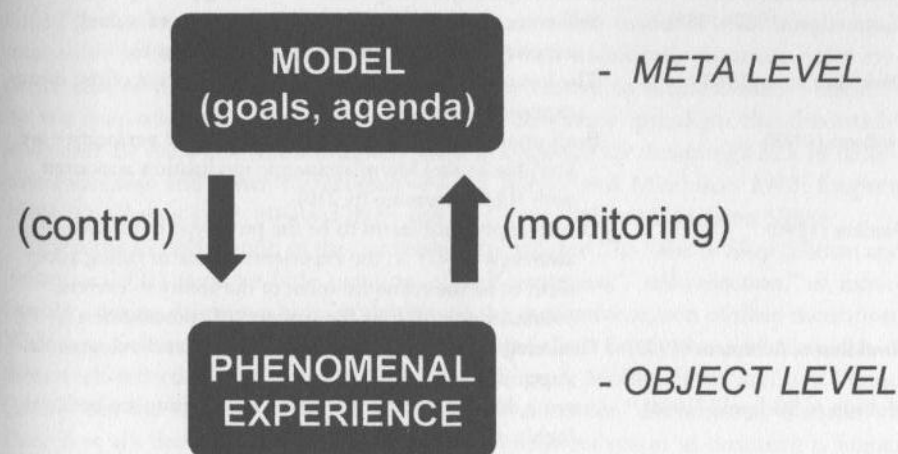 MODEL
(goals, agenda)
- META LEVEL
(control)
(monitoring)
PHENOMENAL
EXPERIENCE
- OBJECT LEVEL